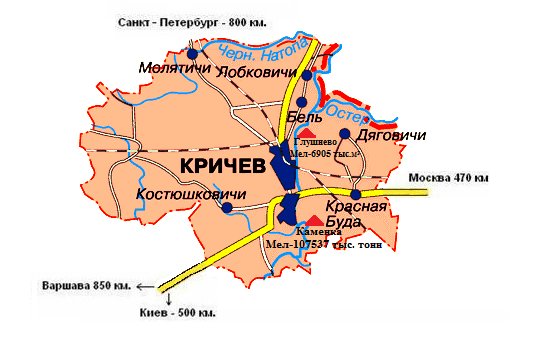 Санкт - Петербург - 800 км.
Черн. Натопа
Молятичи
Лобковичи
Остер
Бель
Глушнево
Мел-6905 тыс.м³
Дяговичи
КРИЧЕВ
Москва 470 км
Костюшковичи
Красная
Буда
Каменка
Мел-107537 тыс. тонн
Варшава 850 км.
Киев - 500 км.